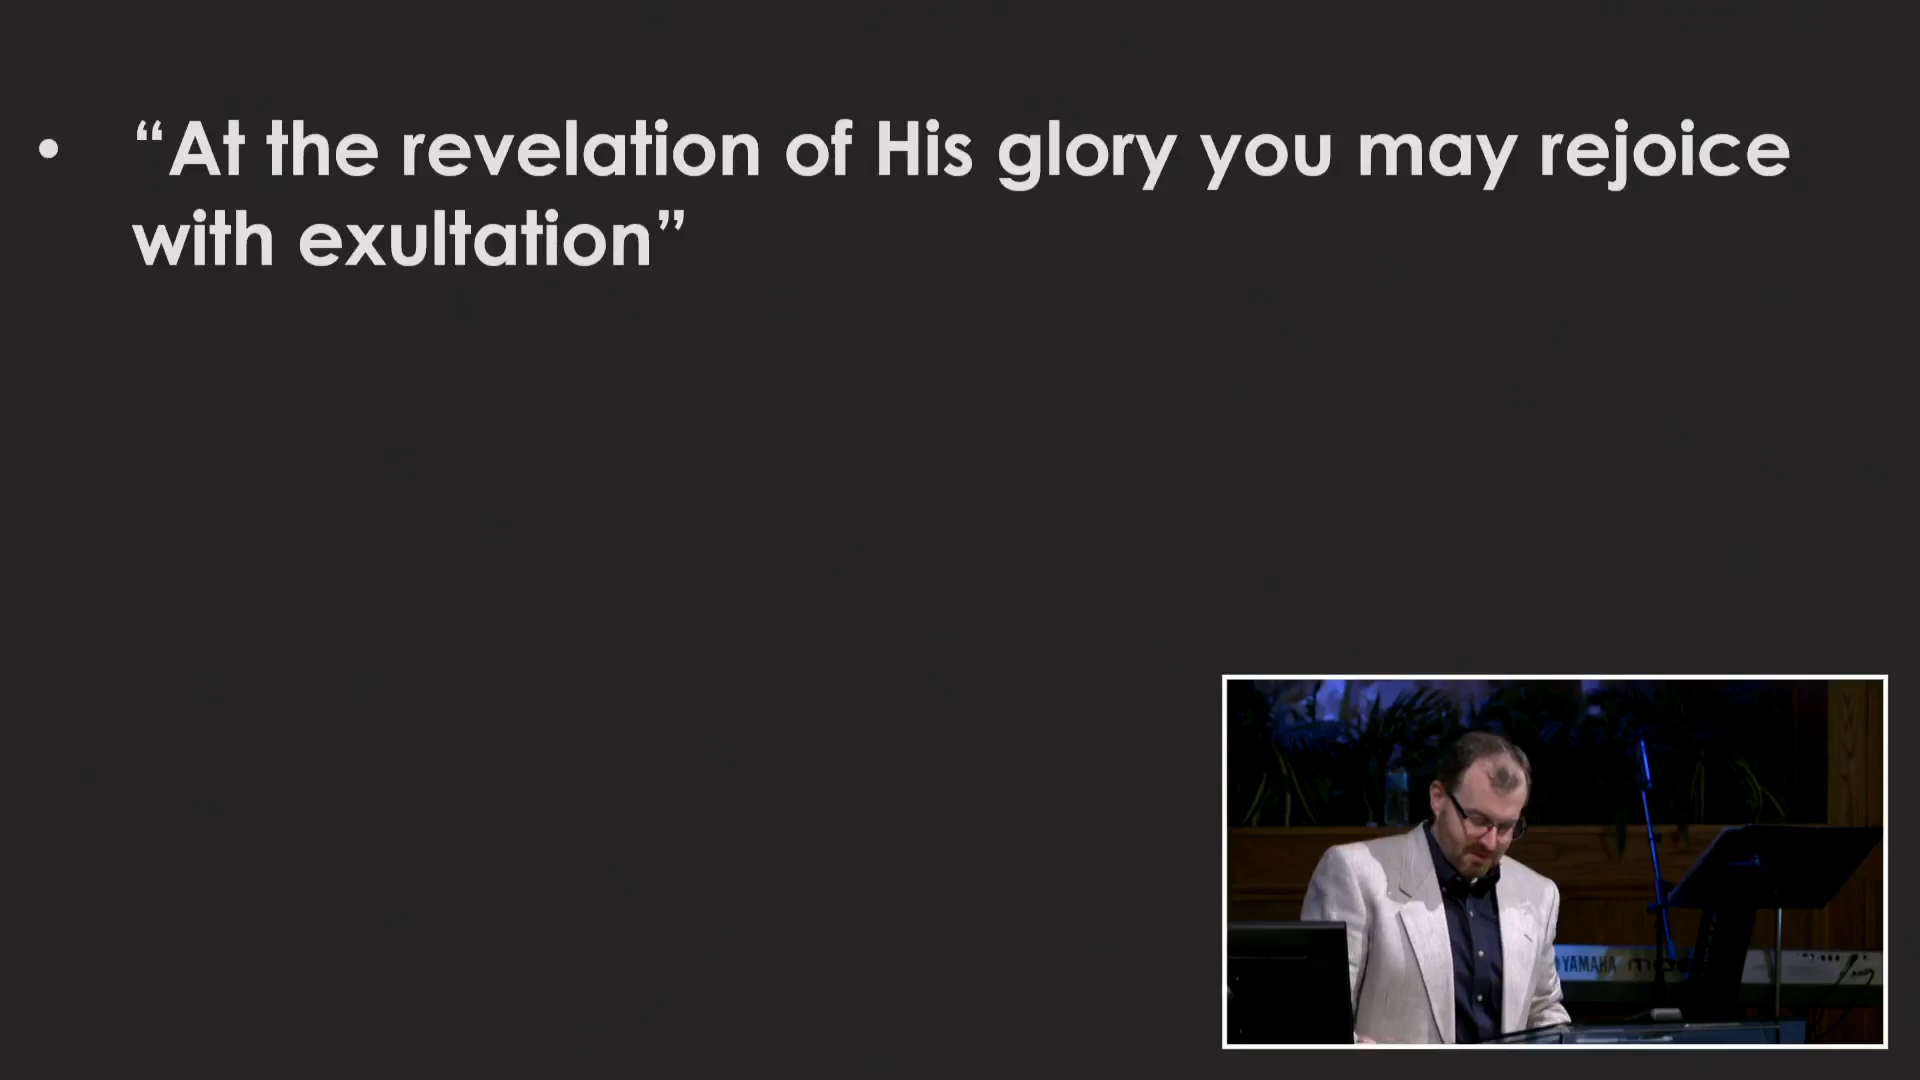 • “At the revelation of His glory you may rejoice
with exultation”
YAMAHA